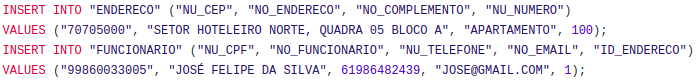 INSERT INTO "ENDERECO" ("NU_CEP", "NO_ENDERECO", "NO_COMPLEMENTO", "NU_NUMERO")
VALUES ("70705000", "SETOR HOTELEIRO NORTE, QUADRA 05 BLOCO A", "APARTAMENTO", 100);
INSERT INTO "FUNCIONARIO" ("NU_CPF", "NO_FUNCIONARIO", "NU_TELEFONE", "NO_EMAIL", "ID_ENDERECO")
VALUES ("99860033005", "JOSÉ FELIPE DA SILVA", 61986482439, "JOSE@GMAIL.COM", 1);